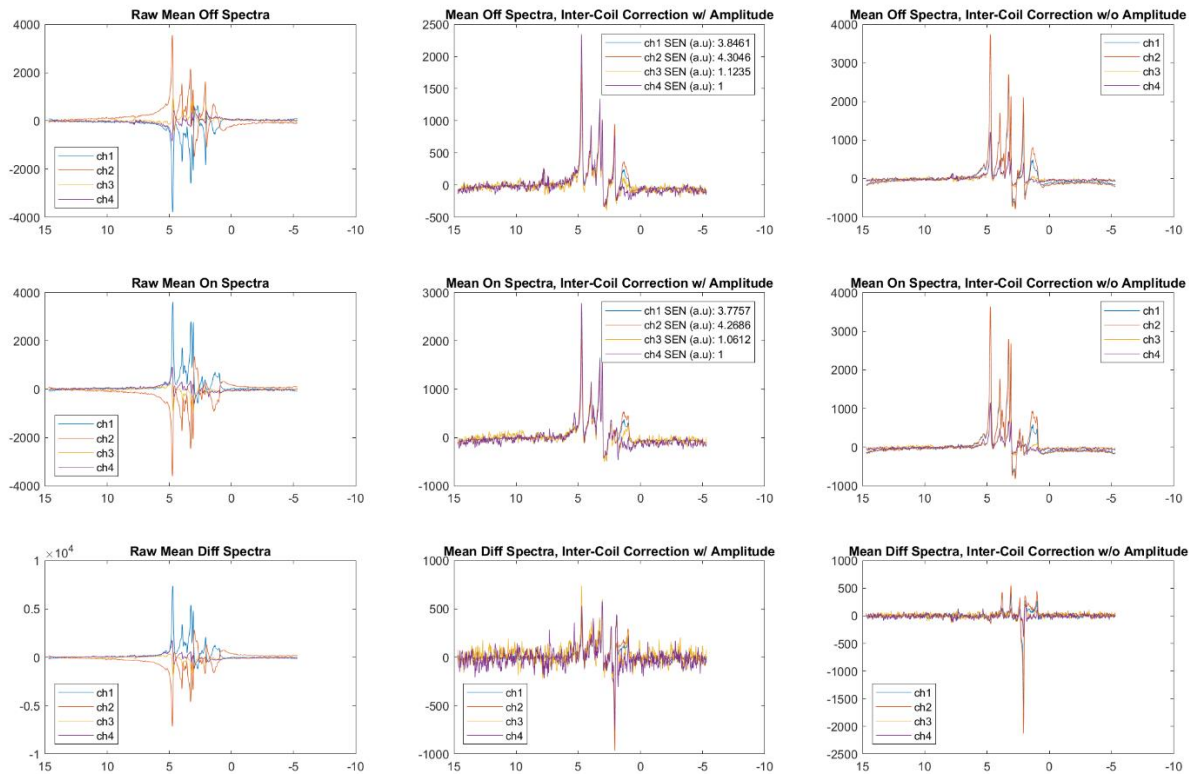 Raw Mean Off Spectra
4000
2000
0
-2000
-4000
ch1
ch2
ch3
ch4
15 10 5 0 -5 -10
Mean Off Spectra, Inter-Coil Correction w/ Amplitude
2500
2000
1500
1000
500
0
-500
ch1 SEN (a.u): 3.8461
ch2 SEN (a.u): 4.3046
ch3 SEN (a.u): 1.1235
ch4 SEN (a.u): 1
15 10 5 0 -5 -10
Mean Off Spectra, Inter-Coil Correction w/o Amplitude
4000
3000
2000
1000
0
-1000
ch1
ch2
ch3
ch4
15 10 5 0 -5 -10
Raw Mean On Spectra
4000
2000
0
-2000
-4000
ch1
ch2
ch3
ch4
15 10 5 0 -5 -10
Mean On Spectra, Inter-Coil Correction w/ Amplitude
3000
2000
1000
0
-1000
ch1 SEN (a.u): 3.7757
ch2 SEN (a.u): 4.2686
ch3 SEN (a.u): 1.0612
ch4 SEN (a.u): 1
15 10 5 0 -5 -10
Mean On Spectra, Inter-Coil Correction w/o Amplitude
4000
3000
2000
1000
0
-1000
ch1
ch2
ch3
ch4
15 10 5 0 -5 -10
Raw Mean Diff Spectra
× 10^4
1
0.5
0
-0.5
-1
ch1
ch2
ch3
ch4
15 10 5 0 -5 -10
Mean Diff Spectra, Inter-Coil Correction w/ Amplitude
1000
500
0
-500
-1000
ch1
ch2
ch3
ch4
15 10 5 0 -5 -10
Mean Diff Spectra, Inter-Coil Correction w/o Amplitude
1000
500
0
-500
-1000
-1500
-2000
-2500
ch1
ch2
ch3
ch4
15 10 5 0 -5 -10